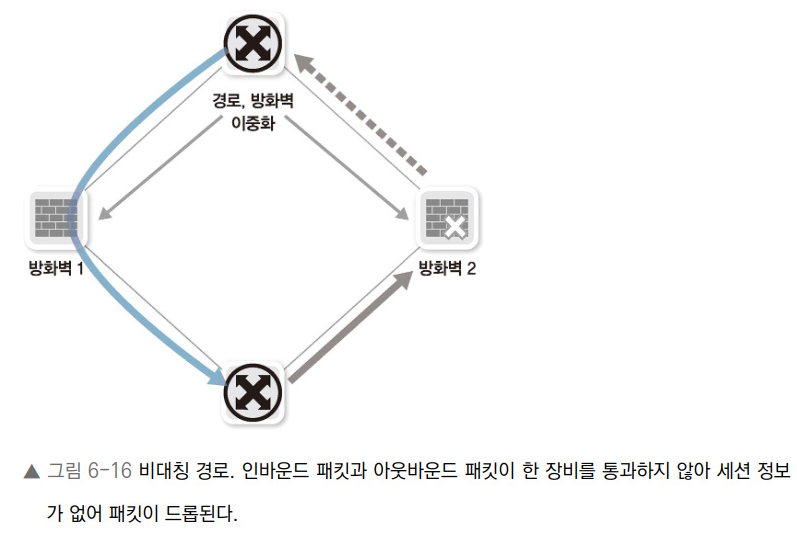 경로, 방화벽
이중화
방화벽 1
방화벽 2
▲ 그림 6-16 비대칭 경로. 인바운드 패킷과 아웃바운드 패킷이 한 장비를 통과하지 않아 세션 정보
가 없어 패킷이 드롭된다.